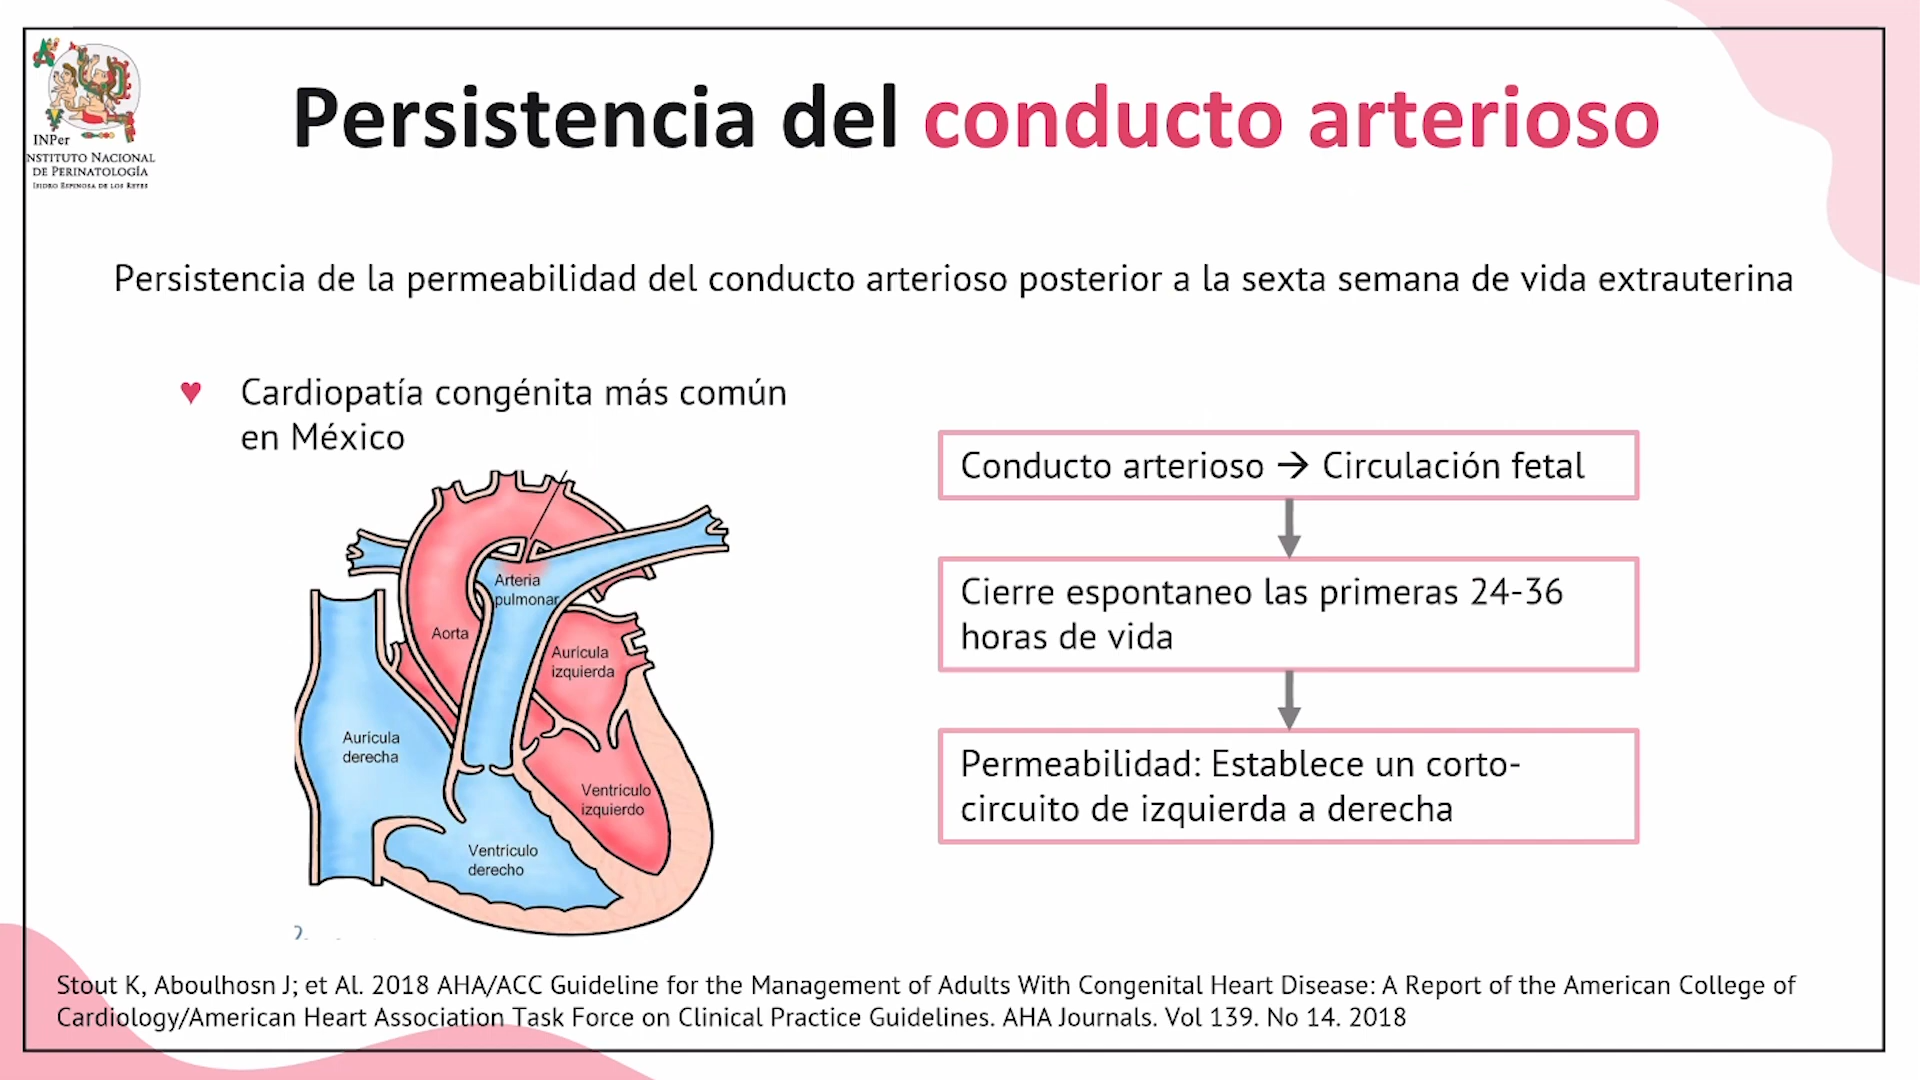 INPer
INSTITUTO NACIONAL
DE PERINATOLOGÍA
ISIDRO ESPINOSA DE LOS REYES
Persistencia del conducto arterioso
Persistencia de la permeabilidad del conducto arterioso posterior a la sexta semana de vida extrauterina
♥ Cardiopatía congénita más común
en México
Arteria
pulmonar
Aorta
Aurícula
izquierda
Aurícula
derecha
Ventrículo
izquierdo
Ventrículo
derecho
Conducto arterioso → Circulación fetal
Cierre espontaneo las primeras 24-36
horas de vida
Permeabilidad: Establece un corto-
circuito de izquierda a derecha
Stout K, Aboulhosn J; et Al. 2018 AHA/ACC Guideline for the Management of Adults With Congenital Heart Disease: A Report of the American College of
Cardiology/American Heart Association Task Force on Clinical Practice Guidelines. AHA Journals. Vol 139. No 14. 2018